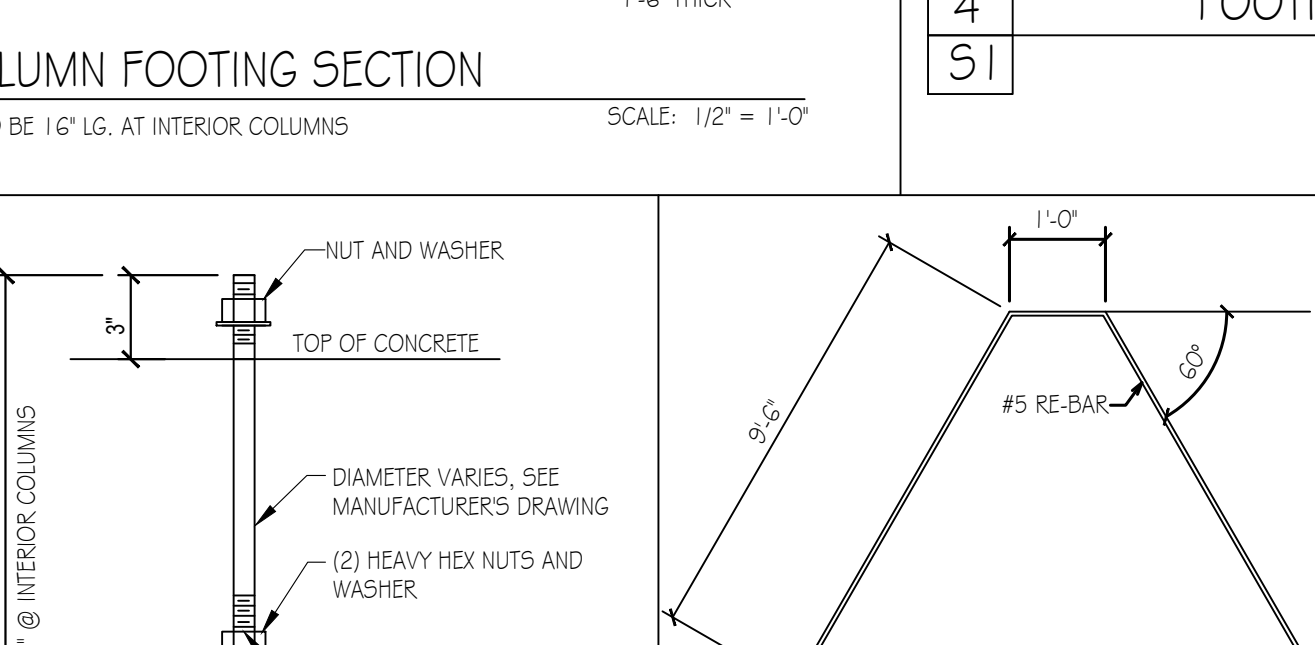 1'-6" THICK
4
S1
COLUMN FOOTING SECTION
BE 16" LG. AT INTERIOR COLUMNS
SCALE: 1/2" = 1'-0"
NUT AND WASHER
3"
TOP OF CONCRETE
DIAMETER VARIES, SEE
MANUFACTURER'S DRAWING
(2) HEAVY HEX NUTS AND
WASHER
" @ INTERIOR COLUMNS
1'-0"
9'-6"
60°
#5 RE-BAR